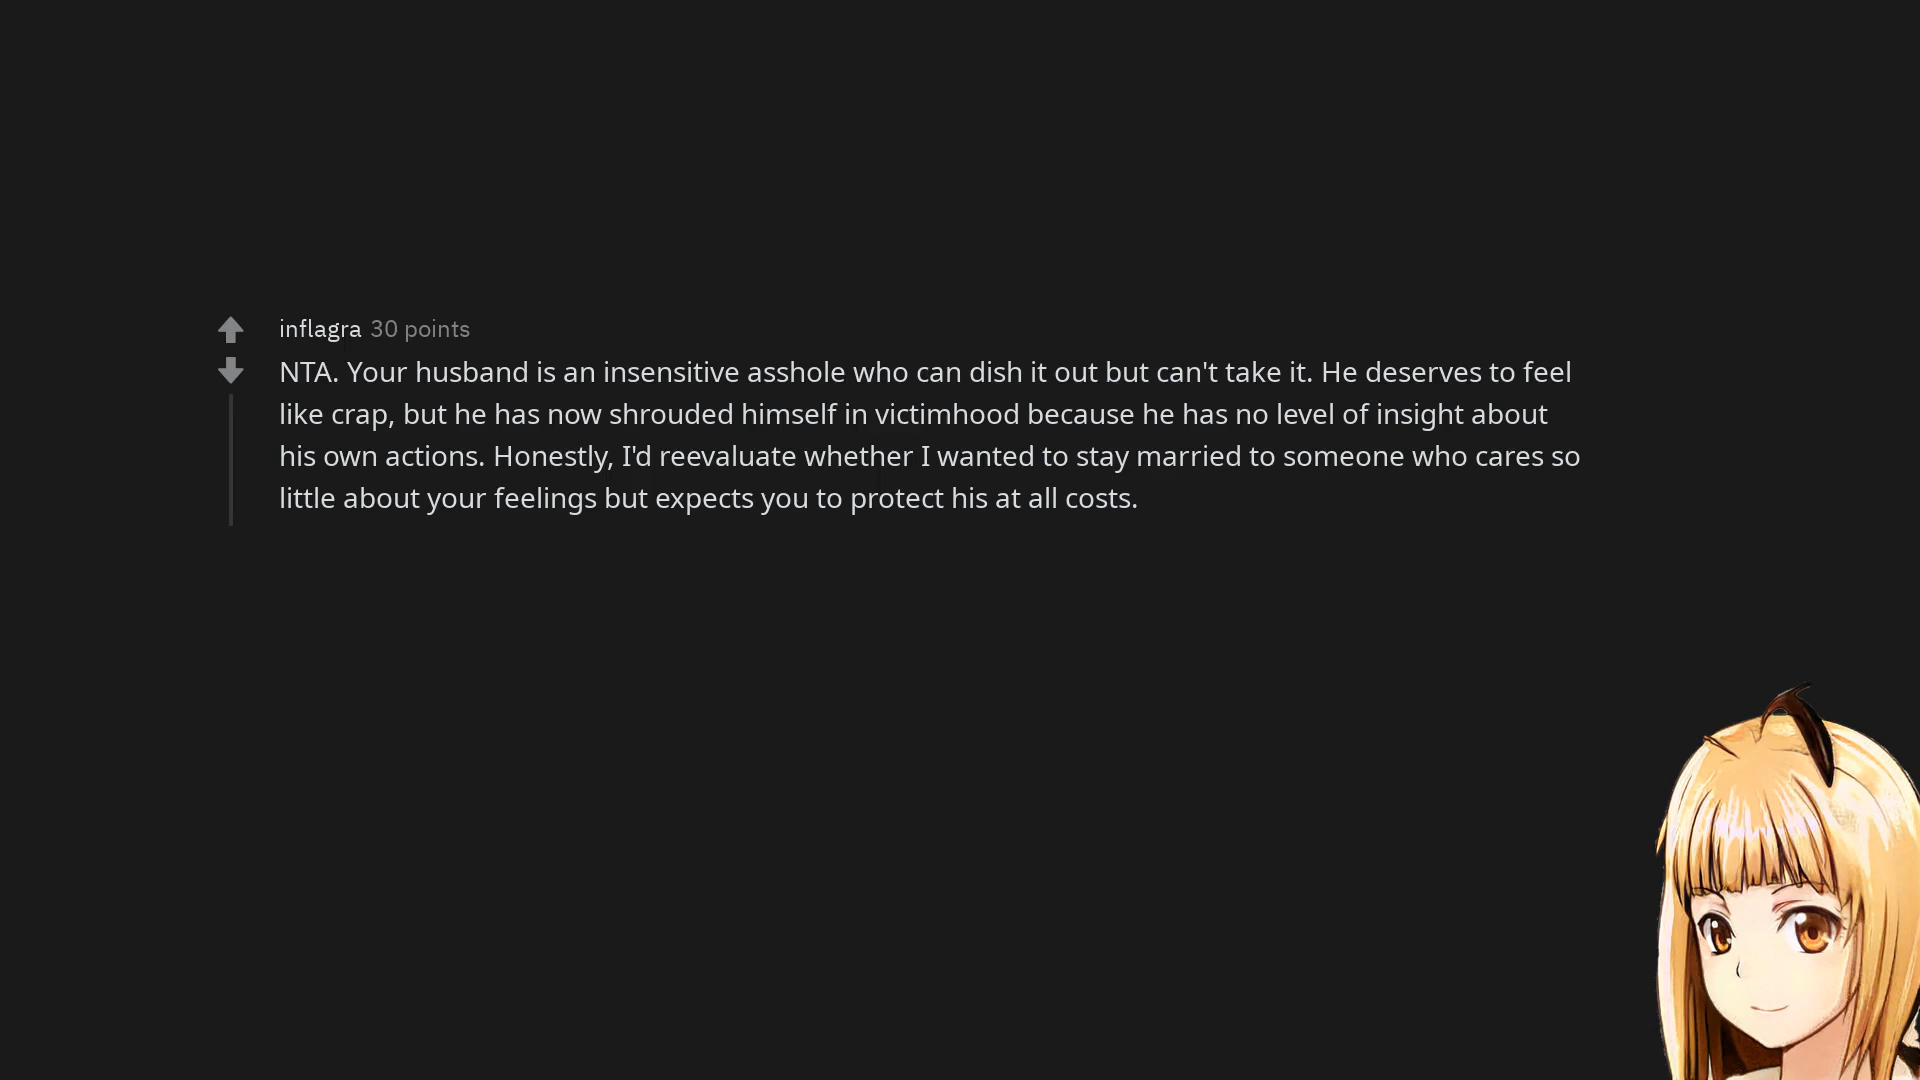 inflagra 30 points
NTA. Your husband is an insensitive asshole who can dish it out but can't take it. He deserves to feel
like crap, but he has now shrouded himself in victimhood because he has no level of insight about
his own actions. Honestly, I'd reevaluate whether I wanted to stay married to someone who cares so
little about your feelings but expects you to protect his at all costs.